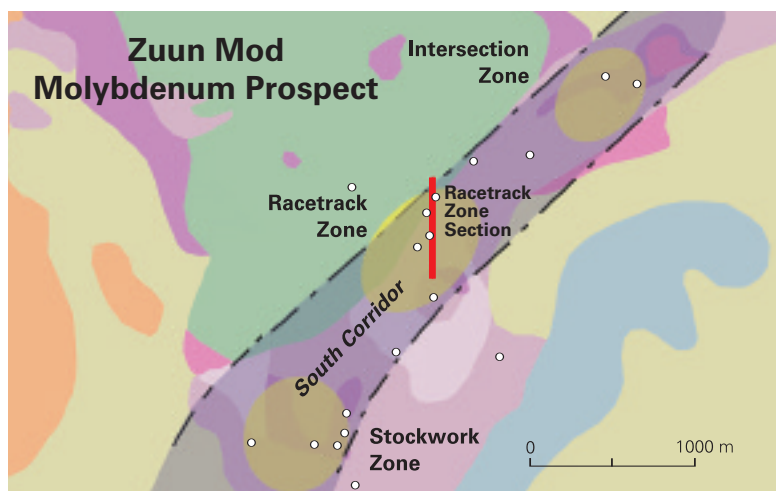 Zuun Mod
Molybdenum Prospect
Intersection
Zone
Racetrack
Zone
Racetrack
Zone
Section
South Corridor
Stockwork
Zone
0
1000 m